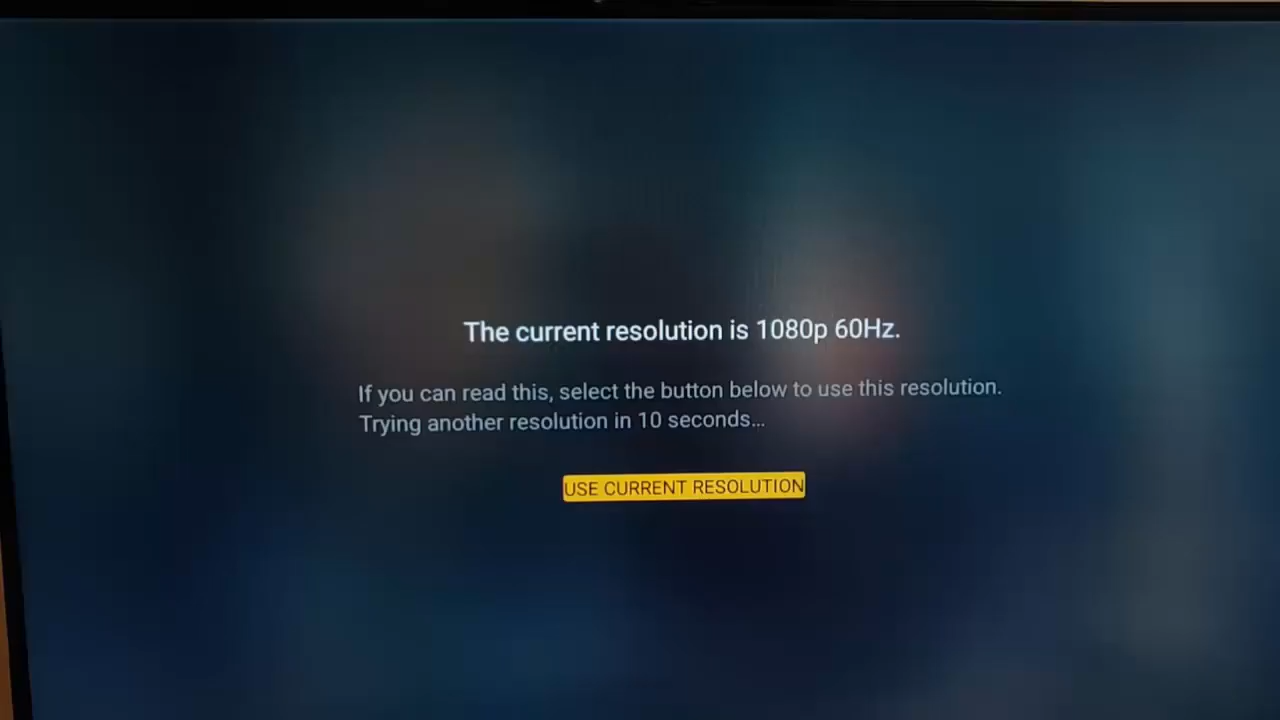 The current resolution is 1080p 60Hz.
If you can read this, select the button below to use this resolution.
Trying another resolution in 10 seconds...
USE CURRENT RESOLUTION